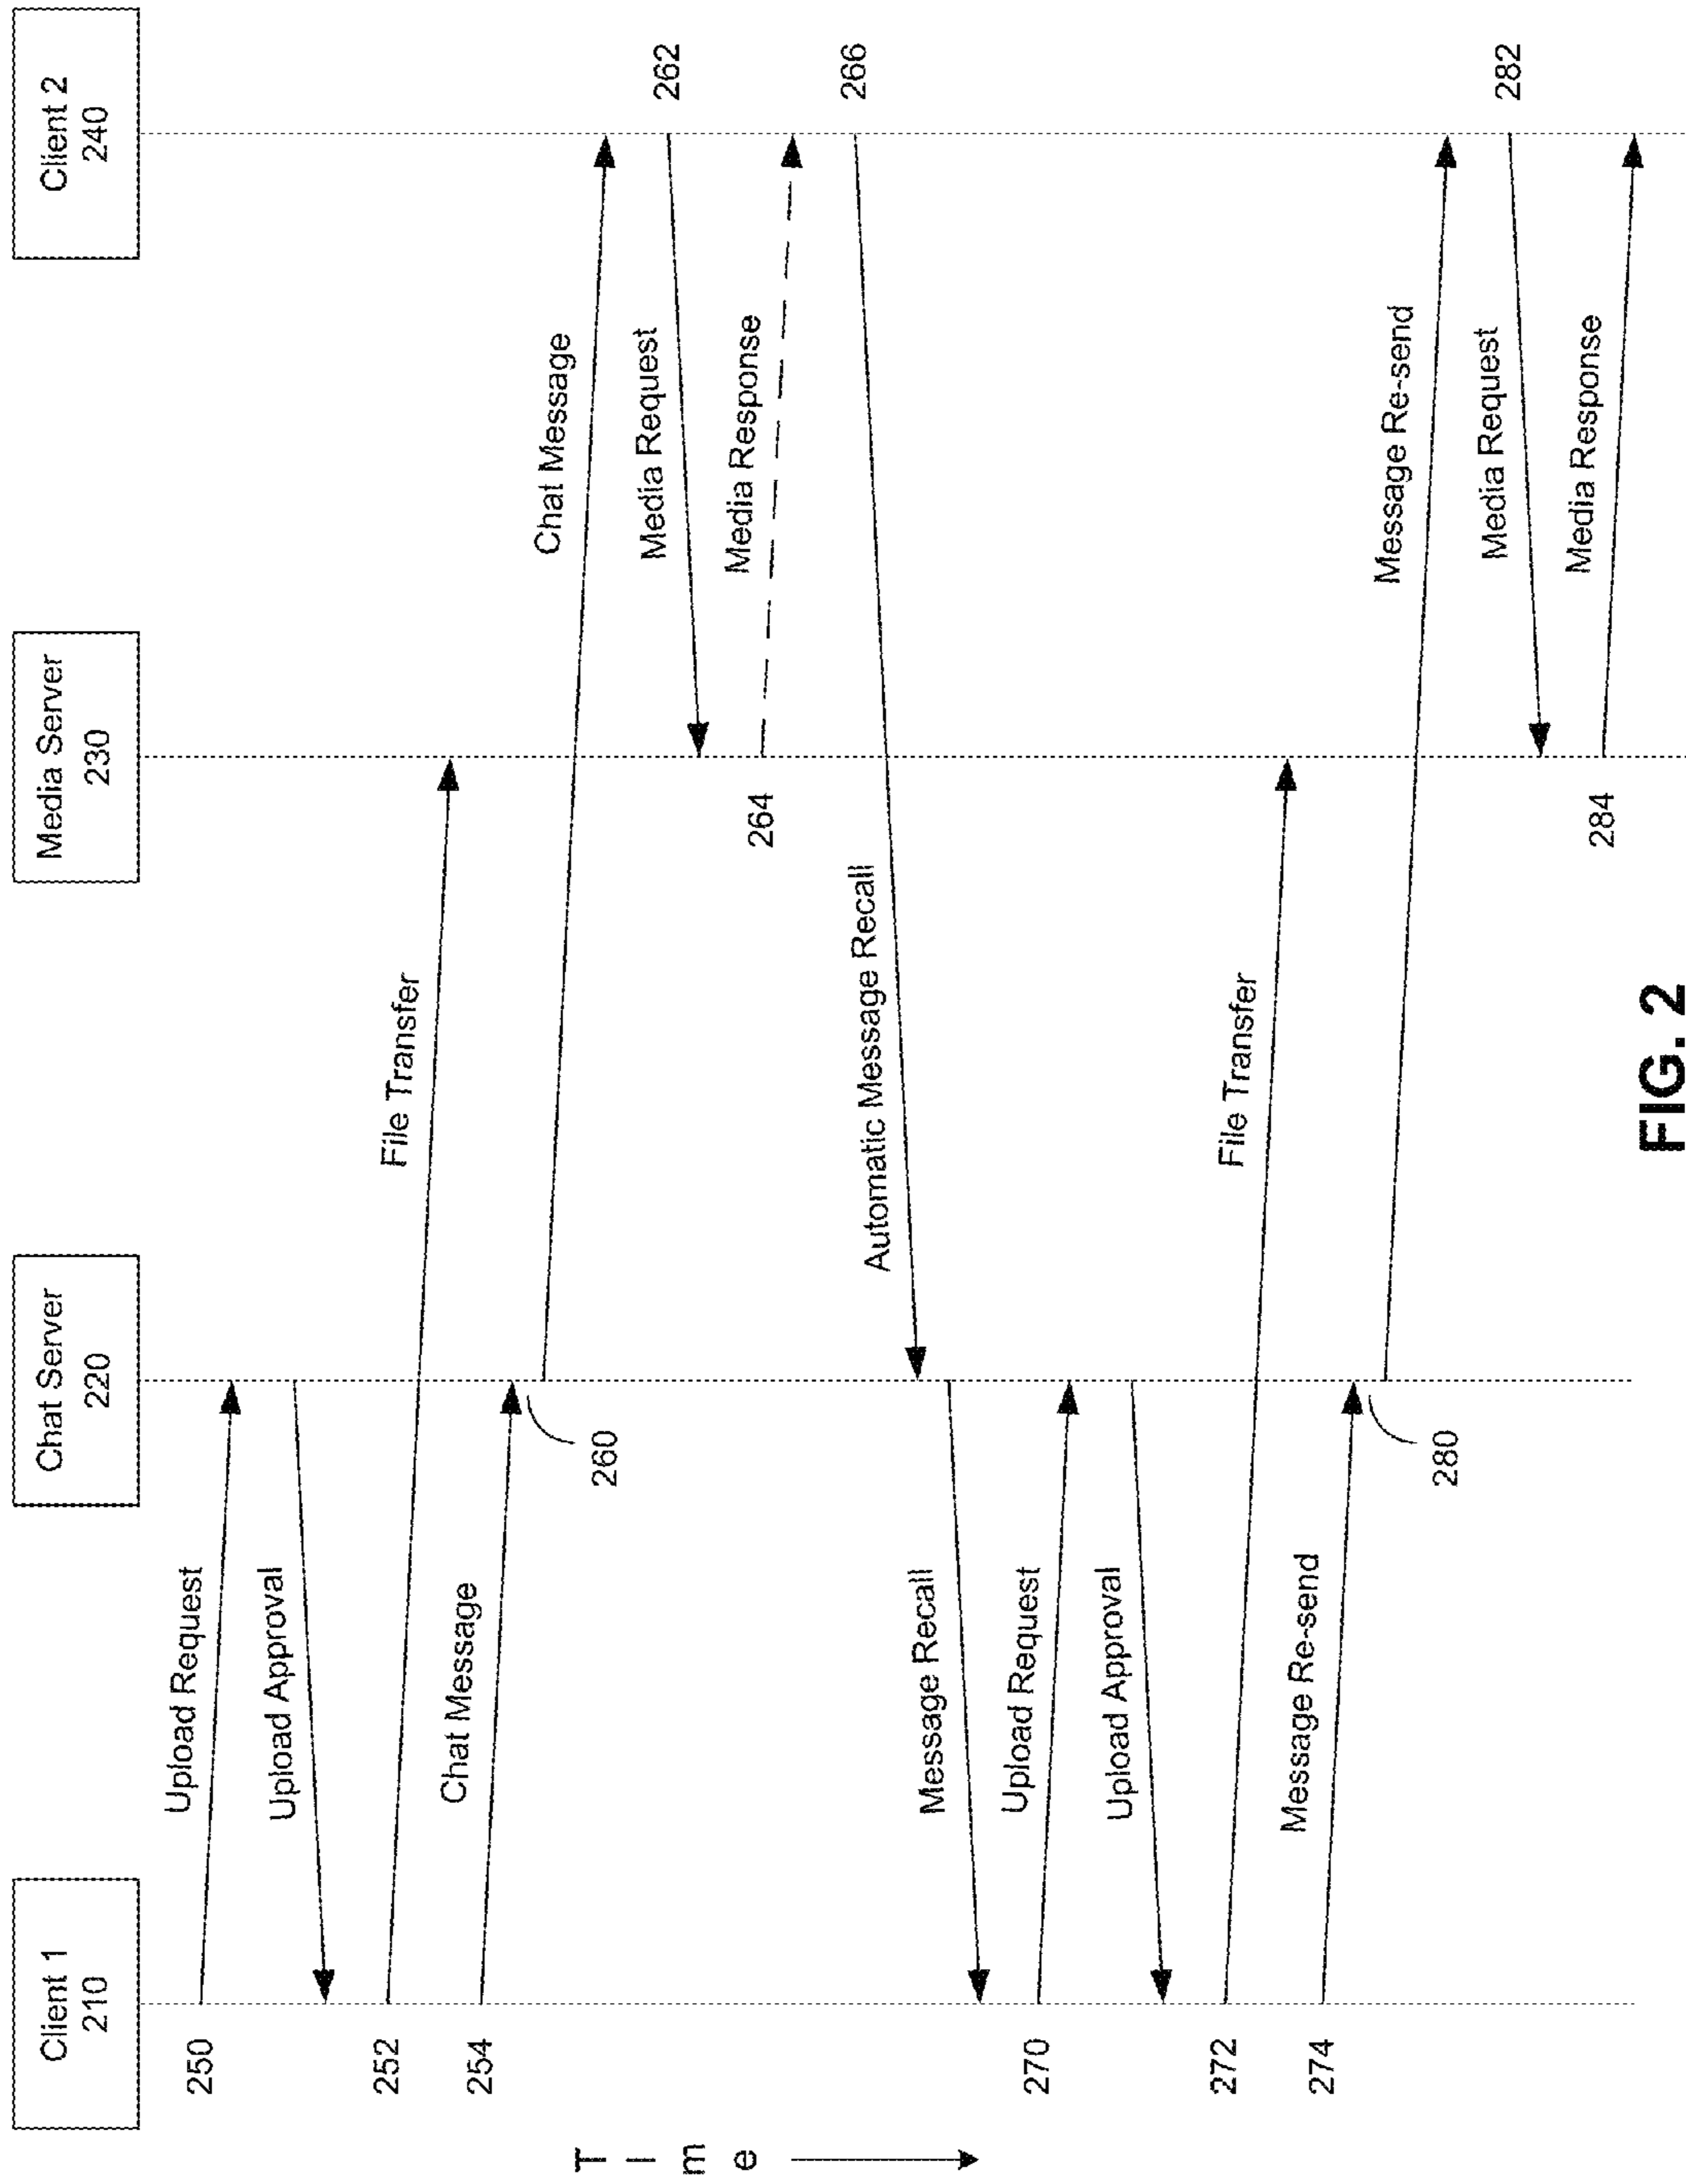 Client 1
210
Chat Server
220
Media Server
230
Client 2
240
Time
250
Upload Request
Upload Approval
252
File Transfer
254
Chat Message
260
Chat Message
262
Media Request
264
Media Response
266
Automatic Message Recall
Message Recall
270
Upload Request
Upload Approval
272
File Transfer
274
Message Re-send
280
Message Re-send
282
Media Request
284
Media Response
FIG. 2